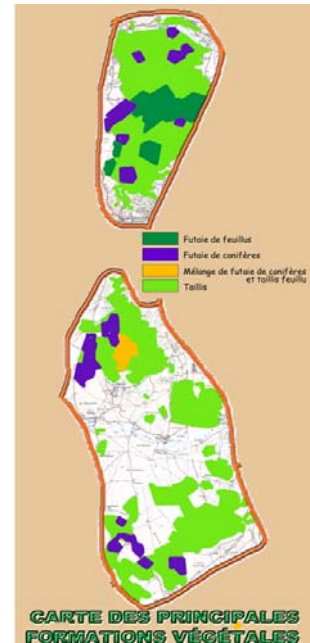 Futaie de feuillus
Futaie de conifères
Mélange de futaie de conifères
et taillis feuillu
Taillis
CARTE DES PRINCIPALES
FORMATIONS VÉGÉTALES